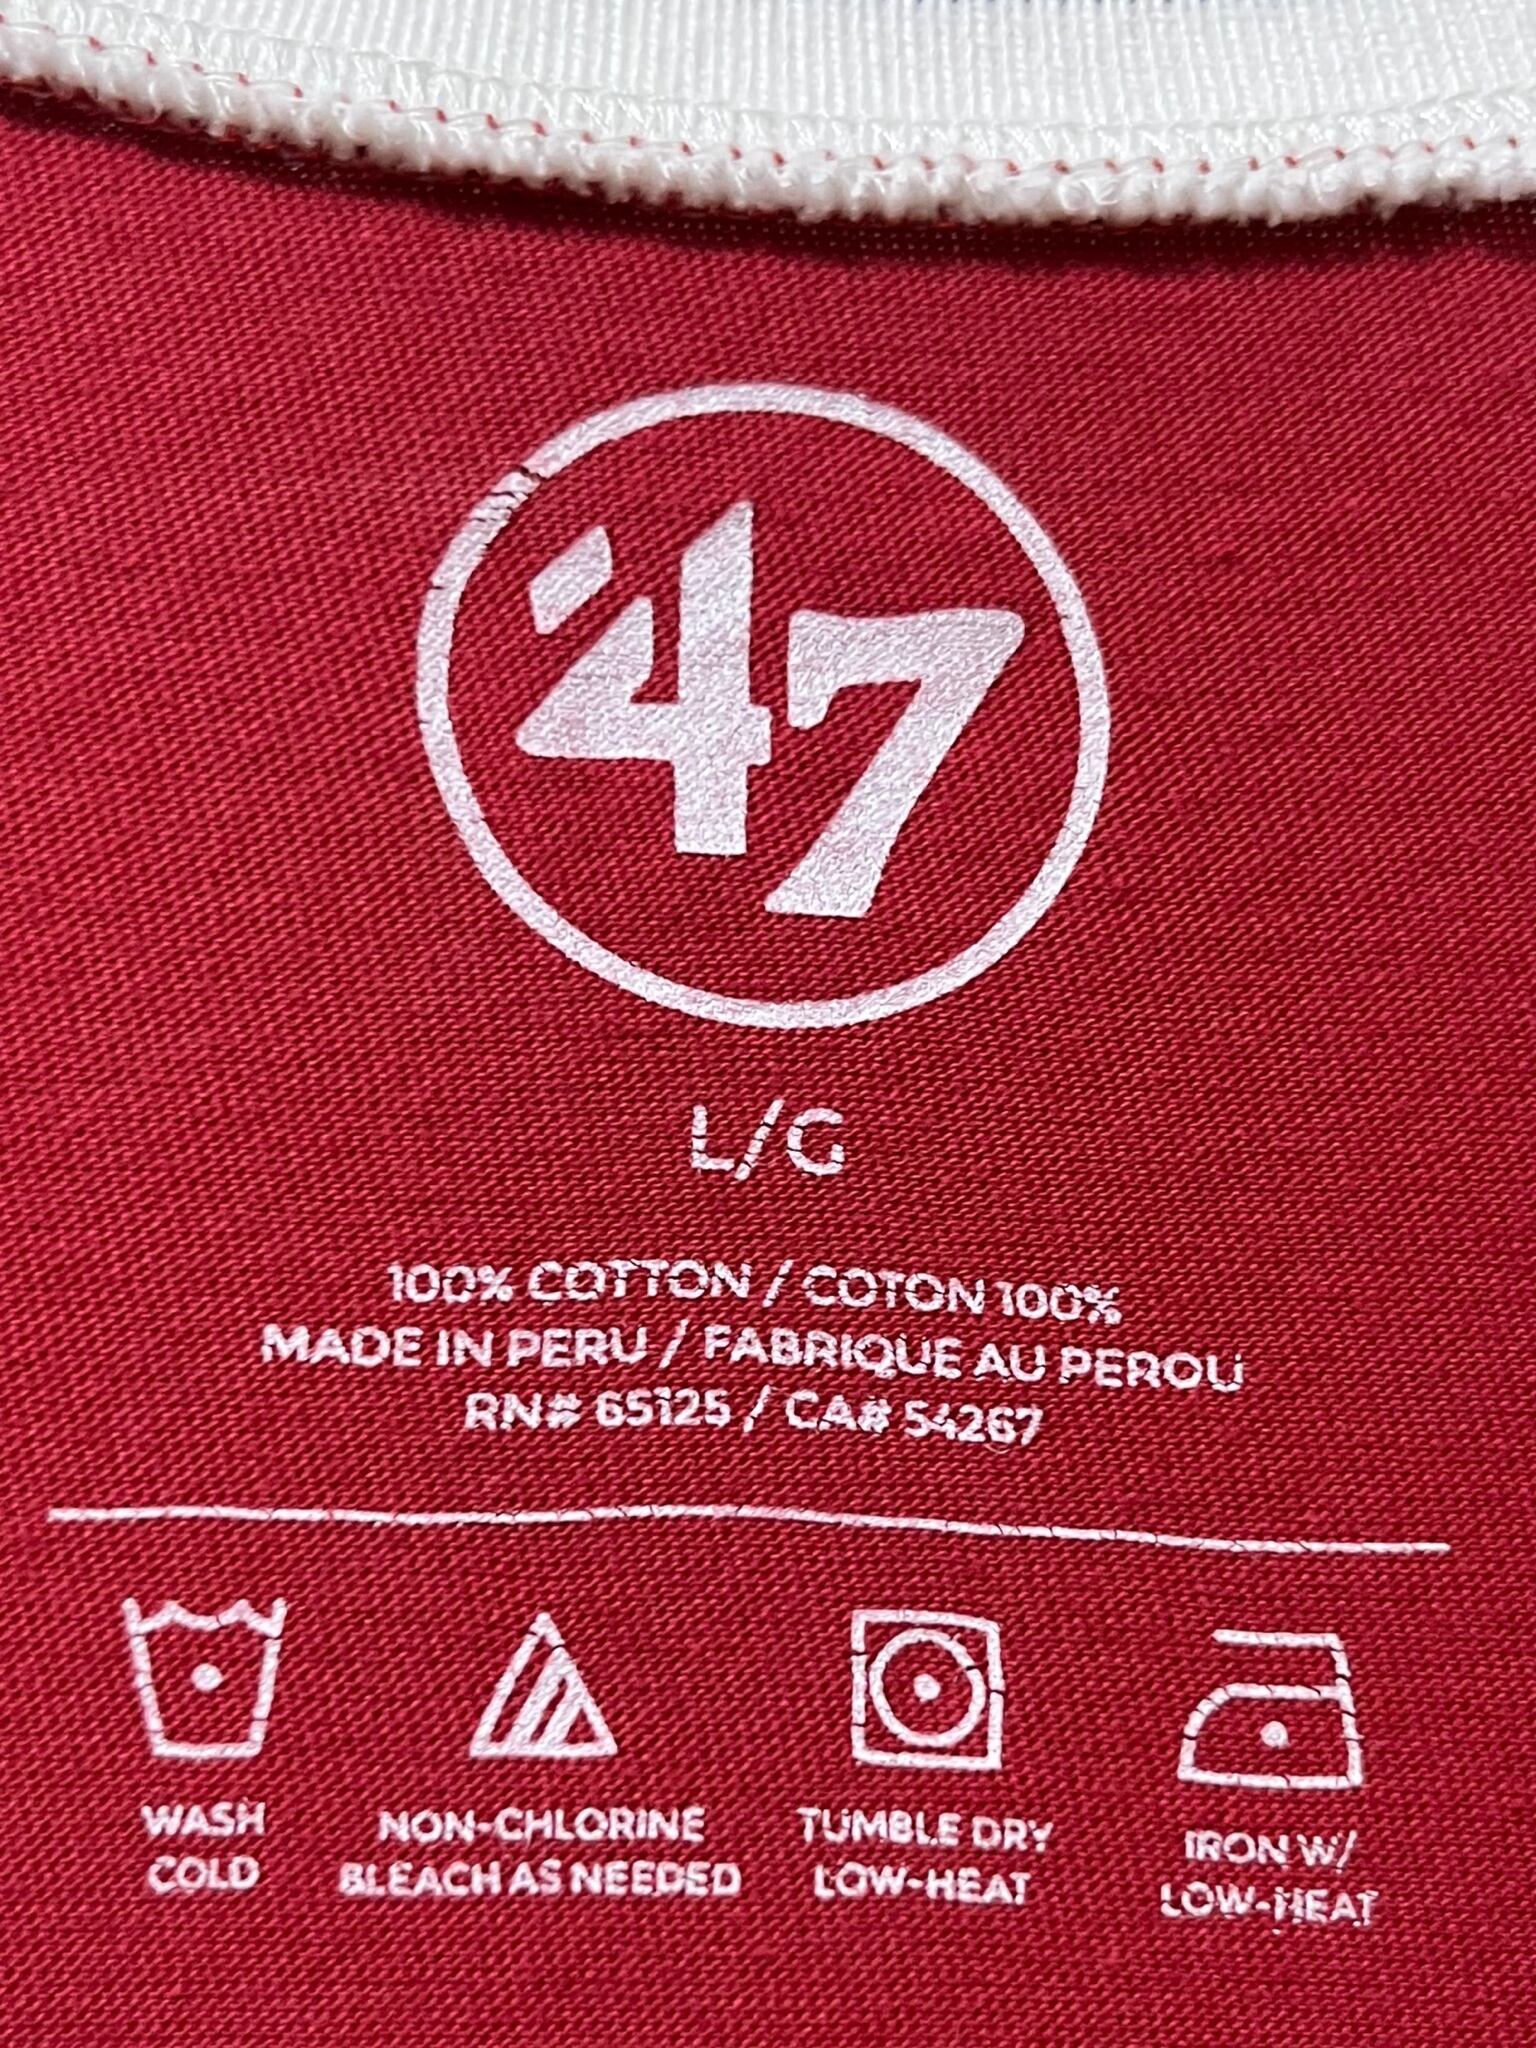 '47
L/G
100% COTTON / COTON 100%
MADE IN PERU / FABRIQUE AU PEROU
RN# 65125 / CA# 54267
WASH
COLD
NON-CHLORINE
BLEACH AS NEEDED
TUMBLE DRY
LOW-HEAT
IRON W/
LOW-HEAT